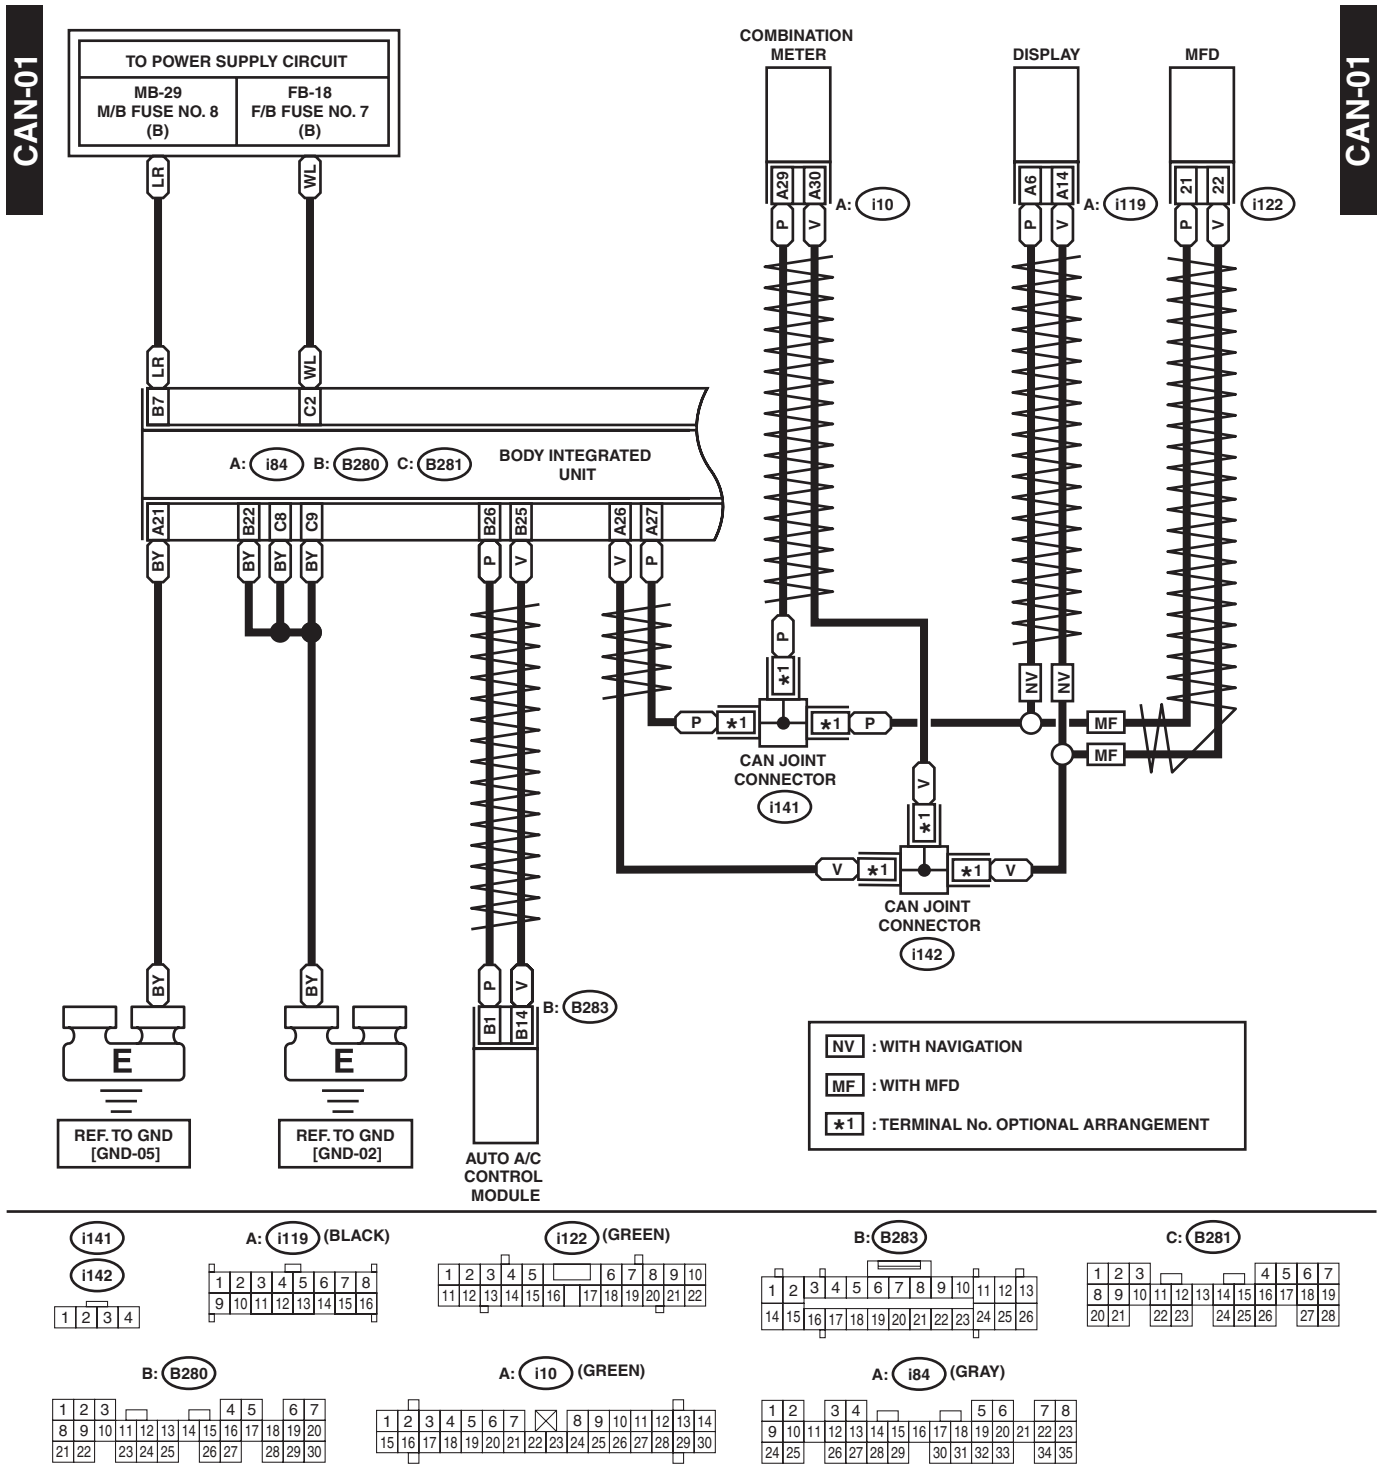 CAN-01
CAN-01
TO POWER SUPPLY CIRCUIT
MB-29
M/B FUSE NO. 8
(B)
FB-18
F/B FUSE NO. 7
(B)
COMBINATION
METER
DISPLAY
MFD
LR
WL
A29 A30
A: i10
A6 A14
A: i119
21 22
i122
P V
P V
P V
LR
WL
B7
C2
A: i84 B: B280 C: B281
BODY INTEGRATED
UNIT
A21 B22 C8 C9 B26 B25 A26 A27
BY BY BY BY P V V P
P
*1
NV NV
P *1
*1 P
MF
MF
CAN JOINT
CONNECTOR
i141
V
*1
V *1
*1 V
CAN JOINT
CONNECTOR
i142
BY
BY
P V
B1 B14
B: B283
E
E
REF. TO GND
[GND-05]
REF. TO GND
[GND-02]
AUTO A/C
CONTROL
MODULE
NV : WITH NAVIGATION
MF : WITH MFD
*1 : TERMINAL No. OPTIONAL ARRANGEMENT
i141
i142
1 2 3 4
A: i119 (BLACK)
1 2 3 4 5 6 7 8
9 10 11 12 13 14 15 16
i122 (GREEN)
1 2 3 4 5 6 7 8 9 10
11 12 13 14 15 16 17 18 19 20 21 22
B: B283
1 2 3 4 5 6 7 8 9 10 11 12 13
14 15 16 17 18 19 20 21 22 23 24 25 26
C: B281
1 2 3 4 5 6 7
8 9 10 11 12 13 14 15 16 17 18 19
20 21 22 23 24 25 26 27 28
B: B280
1 2 3 4 5 6 7
8 9 10 11 12 13 14 15 16 17 18 19 20
21 22 23 24 25 26 27 28 29 30
A: i10 (GREEN)
1 2 3 4 5 6 7 8 9 10 11 12 13 14
15 16 17 18 19 20 21 22 23 24 25 26 27 28 29 30
A: i84 (GRAY)
1 2 3 4 5 6 7 8
9 10 11 12 13 14 15 16 17 18 19 20 21 22 23
24 25 26 27 28 29 30 31 32 33 34 35